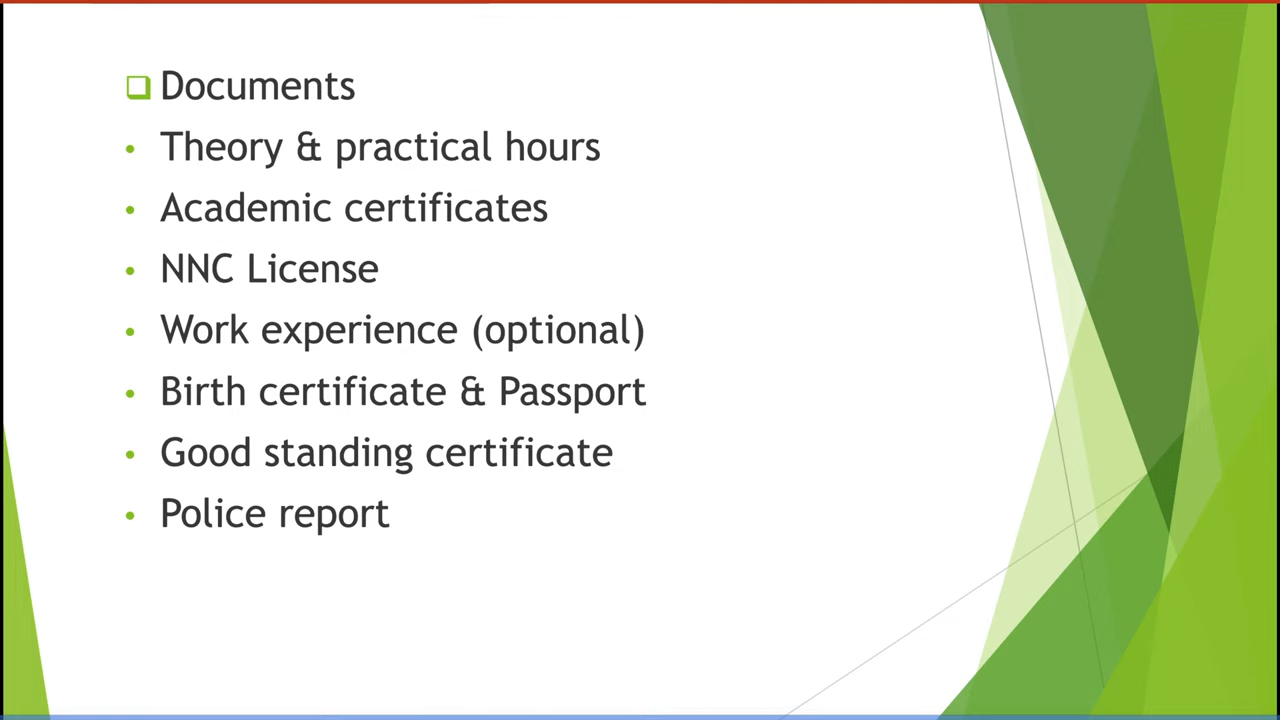 Documents
Theory & practical hours
Academic certificates
NNC License
Work experience (optional)
Birth certificate & Passport
Good standing certificate
Police report